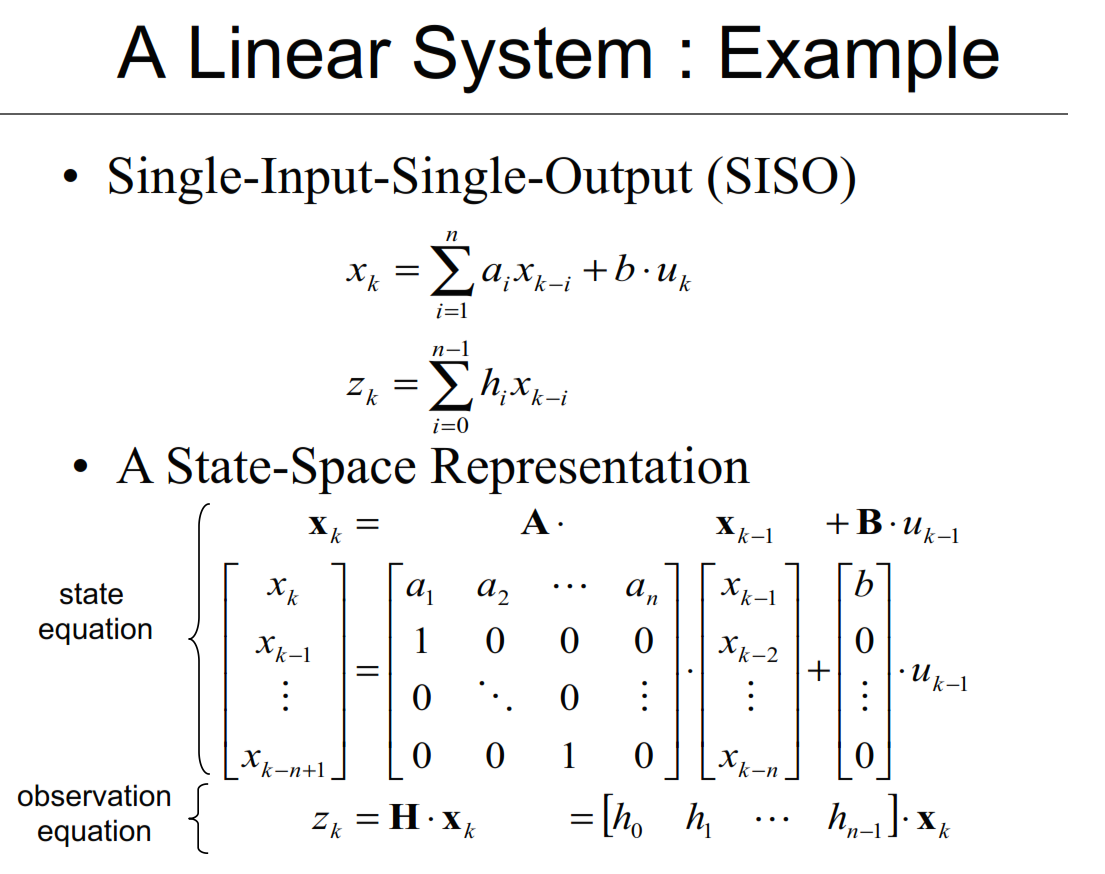 A Linear System : Example
• Single-Input-Single-Output (SISO)
$x_k = \sum_{i=1}^{n} a_i x_{k-i} + b \cdot u_k$
$z_k = \sum_{i=0}^{n-1} h_i x_{k-i}$
• A State-Space Representation
$\mathbf{x}_k = \mathbf{A} \cdot \mathbf{x}_{k-1} + \mathbf{B} \cdot u_{k-1}$
state equation
$\begin{bmatrix} x_k \\ x_{k-1} \\ \vdots \\ x_{k-n+1} \end{bmatrix} = \begin{bmatrix} a_1 & a_2 & \cdots & a_n \\ 1 & 0 & 0 & 0 \\ 0 & \ddots & 0 & \vdots \\ 0 & 0 & 1 & 0 \end{bmatrix} \cdot \begin{bmatrix} x_{k-1} \\ x_{k-2} \\ \vdots \\ x_{k-n} \end{bmatrix} + \begin{bmatrix} b \\ 0 \\ \vdots \\ 0 \end{bmatrix} \cdot u_{k-1}$
observation equation
$z_k = \mathbf{H} \cdot \mathbf{x}_k = [h_0 \quad h_1 \quad \cdots \quad h_{n-1}] \cdot \mathbf{x}_k$